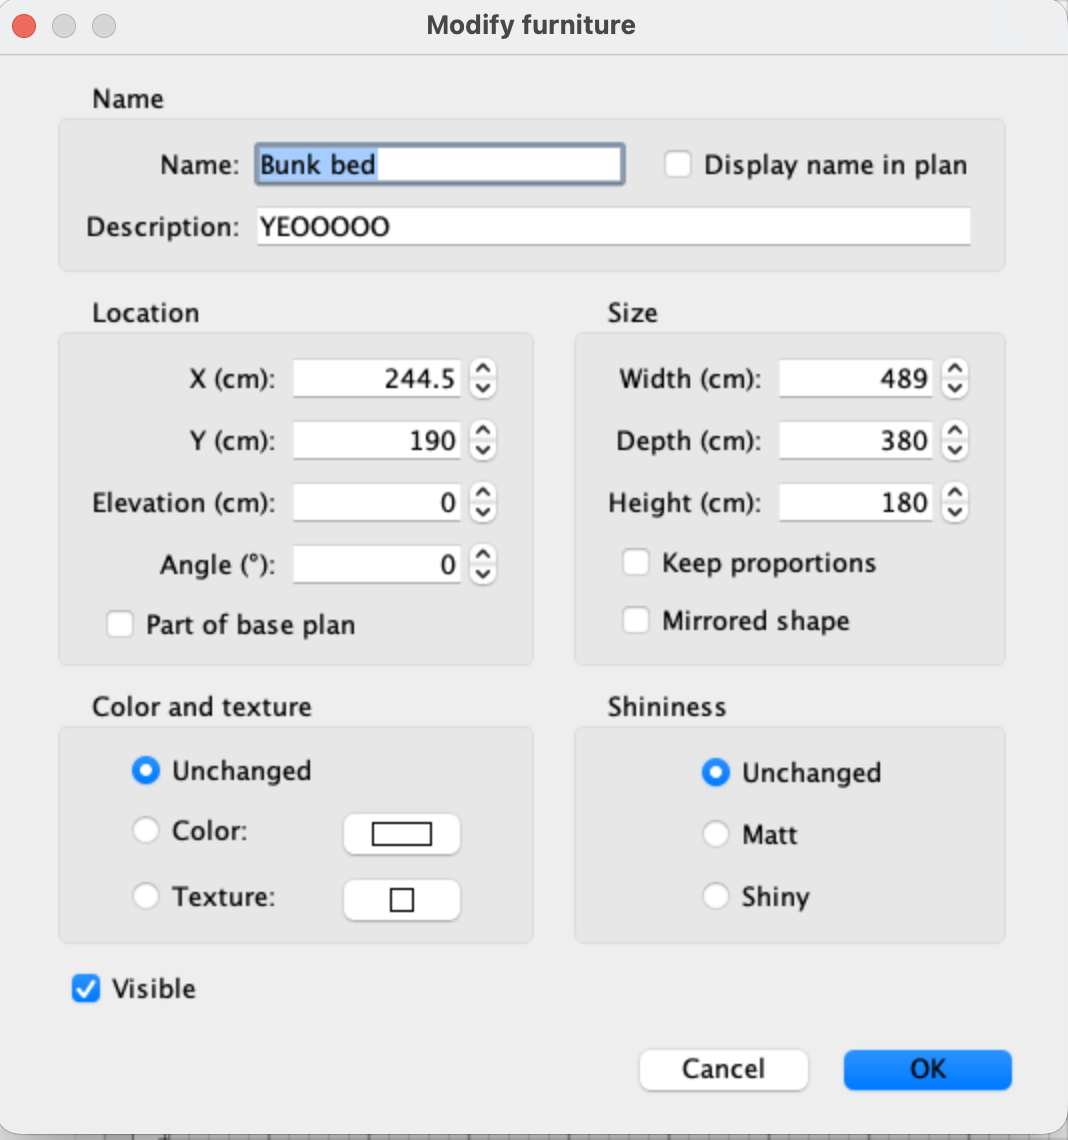 Modify furniture
Name
Name: Bunk bed Display name in plan
Description: YEOOOOO
Location
X (cm): 244.5
Y (cm): 190
Elevation (cm): 0
Angle (°): 0
Part of base plan
Size
Width (cm): 489
Depth (cm): 380
Height (cm): 180
Keep proportions
Mirrored shape
Color and texture
Unchanged
Color:
Texture:
Shininess
Unchanged
Matt
Shiny
Visible
Cancel OK